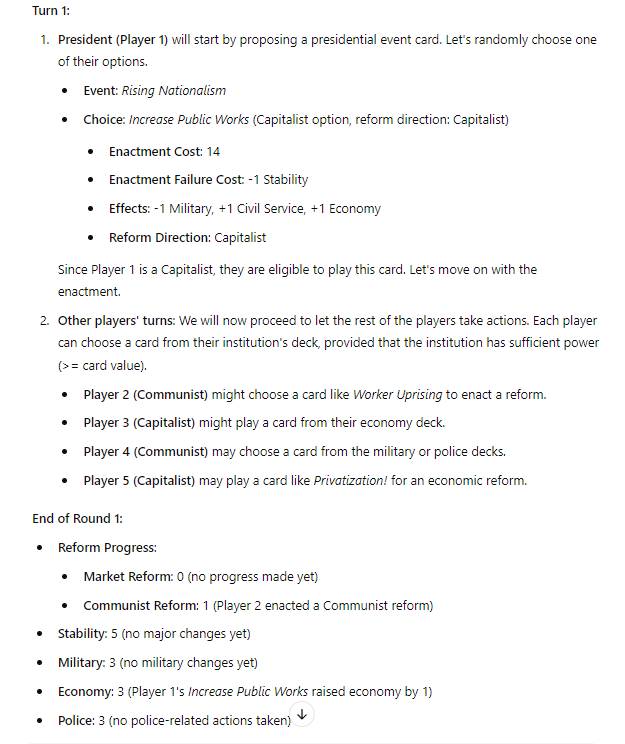 Turn 1:
1. President (Player 1) will start by proposing a presidential event card. Let's randomly choose one
of their options.
• Event: Rising Nationalism
• Choice: Increase Public Works (Capitalist option, reform direction: Capitalist)
• Enactment Cost: 14
• Enactment Failure Cost: -1 Stability
• Effects: -1 Military, +1 Civil Service, +1 Economy
• Reform Direction: Capitalist
Since Player 1 is a Capitalist, they are eligible to play this card. Let's move on with the
enactment.
2. Other players' turns: We will now proceed to let the rest of the players take actions. Each player
can choose a card from their institution's deck, provided that the institution has sufficient power
(>= card value).
• Player 2 (Communist) might choose a card like Worker Uprising to enact a reform.
• Player 3 (Capitalist) might play a card from their economy deck.
• Player 4 (Communist) may choose a card from the military or police decks.
• Player 5 (Capitalist) may play a card like Privatization! for an economic reform.
End of Round 1:
• Reform Progress:
• Market Reform: 0 (no progress made yet)
• Communist Reform: 1 (Player 2 enacted a Communist reform)
• Stability: 5 (no major changes yet)
• Military: 3 (no military changes yet)
• Economy: 3 (Player 1's Increase Public Works raised economy by 1)
• Police: 3 (no police-related actions taken)